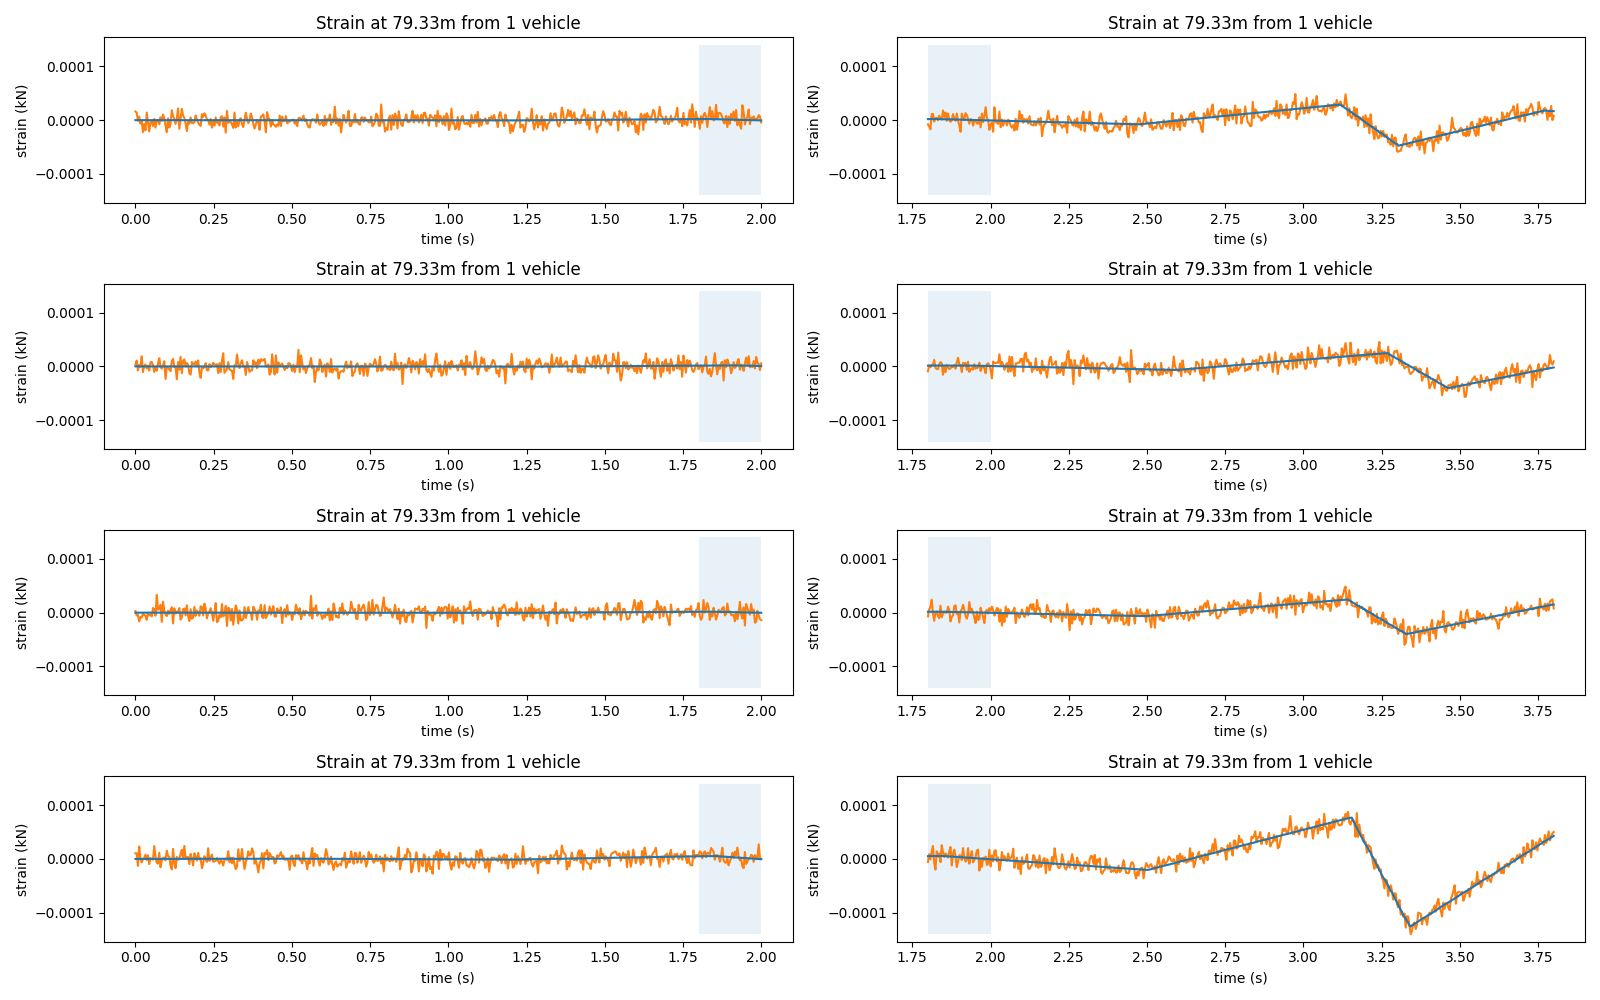 Strain at 79.33m from 1 vehicle
strain (kN)
0.0001
0.0000
−0.0001
0.00 0.25 0.50 0.75 1.00 1.25 1.50 1.75 2.00
time (s)
Strain at 79.33m from 1 vehicle
strain (kN)
0.0001
0.0000
−0.0001
1.75 2.00 2.25 2.50 2.75 3.00 3.25 3.50 3.75
time (s)
Strain at 79.33m from 1 vehicle
strain (kN)
0.0001
0.0000
−0.0001
0.00 0.25 0.50 0.75 1.00 1.25 1.50 1.75 2.00
time (s)
Strain at 79.33m from 1 vehicle
strain (kN)
0.0001
0.0000
−0.0001
1.75 2.00 2.25 2.50 2.75 3.00 3.25 3.50 3.75
time (s)
Strain at 79.33m from 1 vehicle
strain (kN)
0.0001
0.0000
−0.0001
0.00 0.25 0.50 0.75 1.00 1.25 1.50 1.75 2.00
time (s)
Strain at 79.33m from 1 vehicle
strain (kN)
0.0001
0.0000
−0.0001
1.75 2.00 2.25 2.50 2.75 3.00 3.25 3.50 3.75
time (s)
Strain at 79.33m from 1 vehicle
strain (kN)
0.0001
0.0000
−0.0001
0.00 0.25 0.50 0.75 1.00 1.25 1.50 1.75 2.00
time (s)
Strain at 79.33m from 1 vehicle
strain (kN)
0.0001
0.0000
−0.0001
1.75 2.00 2.25 2.50 2.75 3.00 3.25 3.50 3.75
time (s)